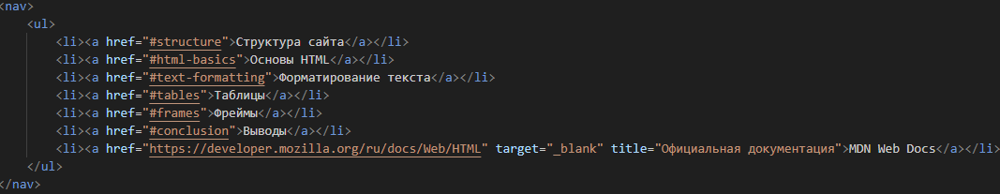 <nav>
<ul>
<li><a href="#structure">Структура сайта</a></li>
<li><a href="#html-basics">Основы HTML</a></li>
<li><a href="#text-formatting">Форматирование текста</a></li>
<li><a href="#tables">Таблицы</a></li>
<li><a href="#frames">Фреймы</a></li>
<li><a href="#conclusion">Выводы</a></li>
<li><a href="https://developer.mozilla.org/ru/docs/Web/HTML" target="_blank" title="Официальная документация">MDN Web Docs</a></li>
</ul>
</nav>